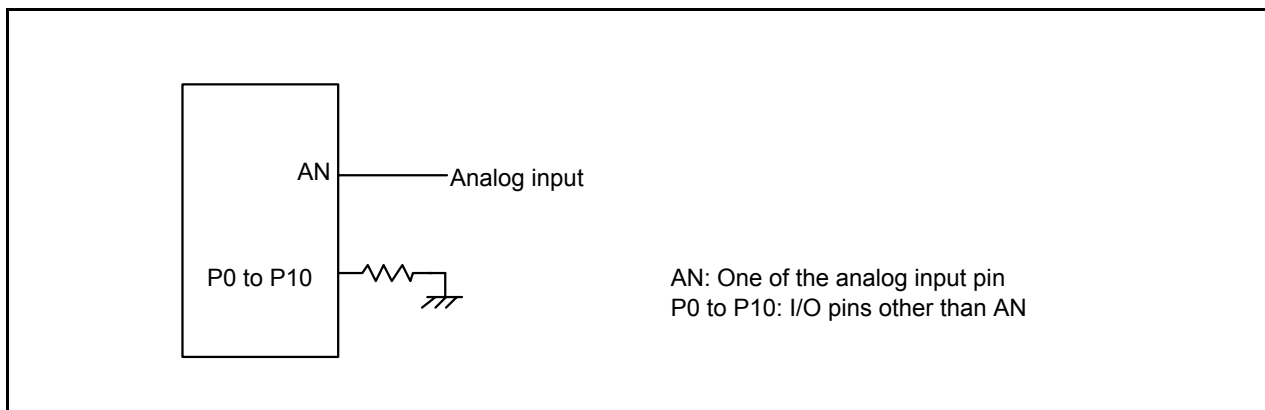 AN
Analog input
P0 to P10
AN: One of the analog input pin
P0 to P10: I/O pins other than AN